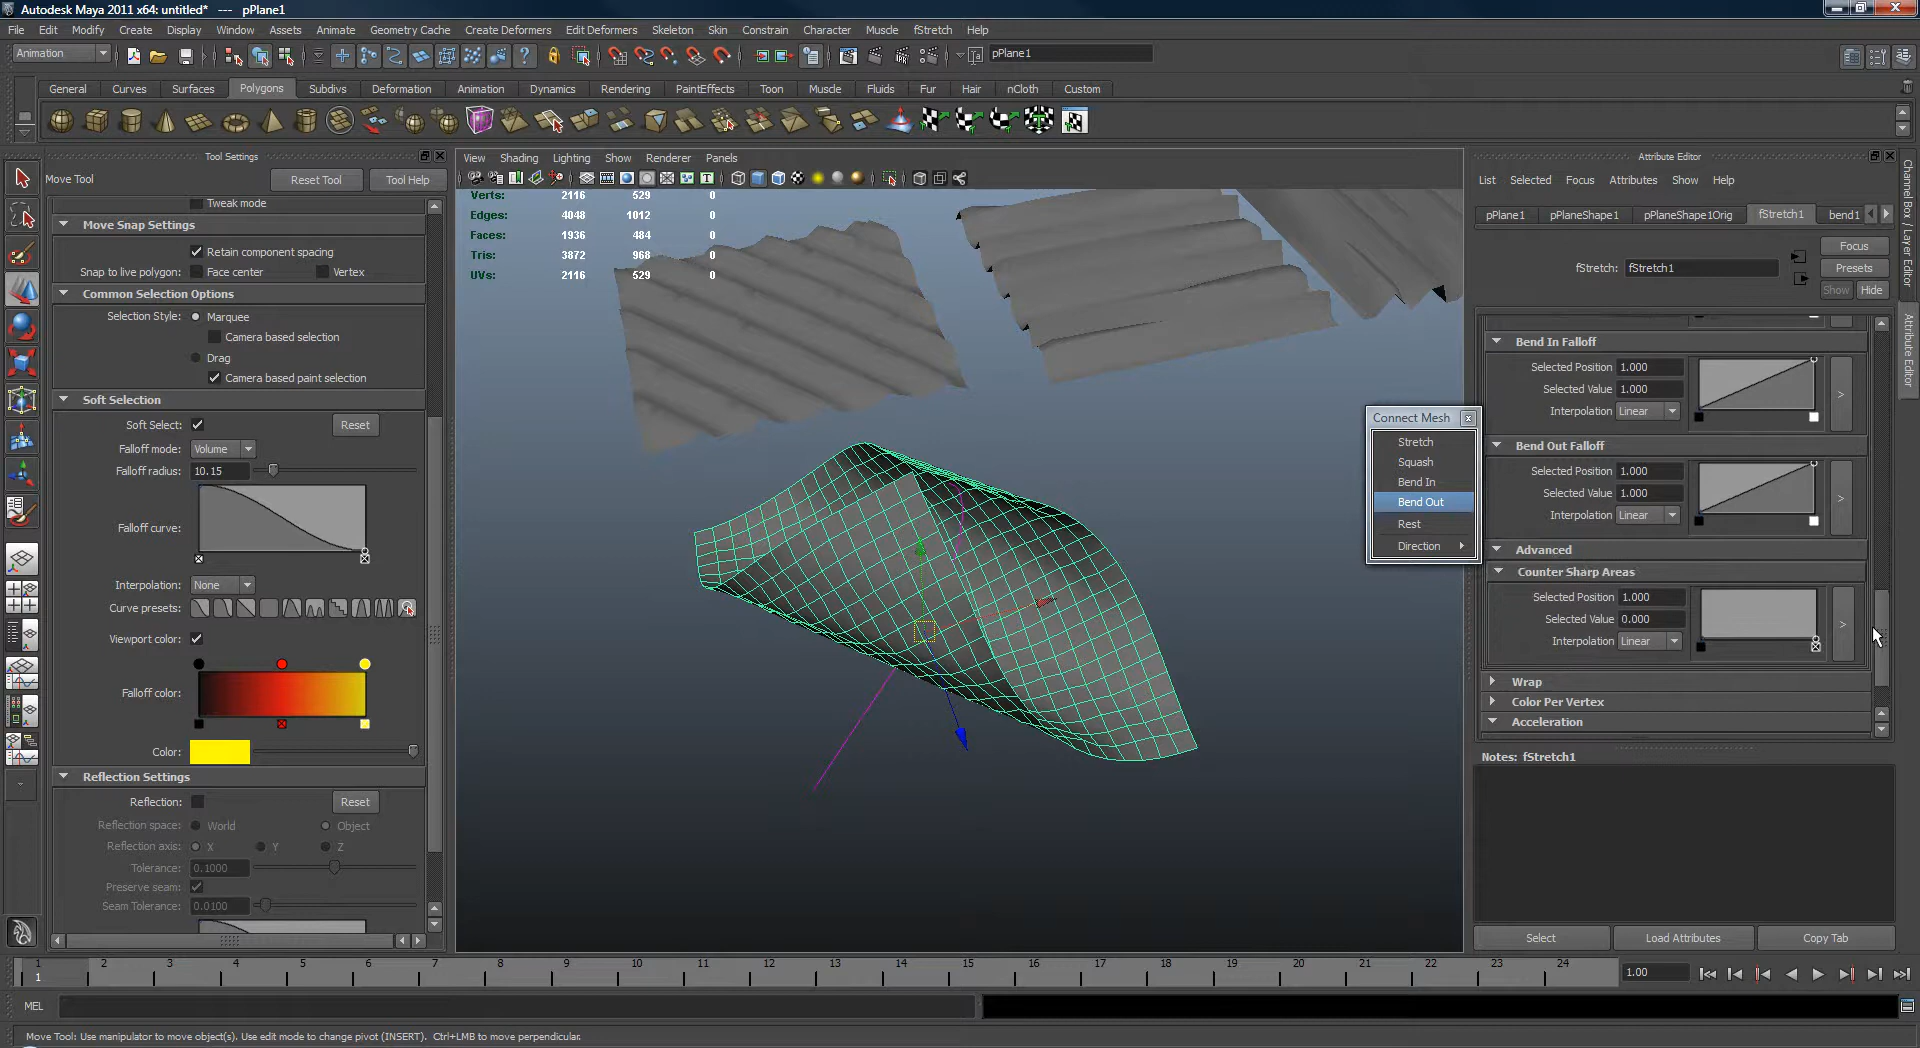 Autodesk Maya 2011 x64: untitled*   ---   pPlane1
File Edit Modify Create Display Window Assets Animate Geometry Cache Create Deformers Edit Deformers Skeleton Skin Constrain Character Muscle fStretch Help
Animation
pPlane1
General Curves Surfaces Polygons Subdivs Deformation Animation Dynamics Rendering PaintEffects Toon Muscle Fluids Fur Hair nCloth Custom
Tool Settings
Move Tool Reset Tool Tool Help
Tweak mode
Move Snap Settings
Retain component spacing
Snap to live polygon: Face center Vertex
Common Selection Options
Selection Style: Marquee
Camera based selection
Drag
Camera based paint selection
Soft Selection
Soft Select: Reset
Falloff mode: Volume
Falloff radius: 10.15
Falloff curve:
Interpolation: None
Curve presets:
Viewport color:
Falloff color:
Color:
Reflection Settings
Reflection: Reset
Reflection space: World Object
Reflection axis: X Y Z
Tolerance: 0.1000
Preserve seam:
Seam Tolerance: 0.0100
View Shading Lighting Show Renderer Panels
Verts: 2116 529 0
Edges: 4048 1012 0
Faces: 1936 484 0
Tris: 3872 968 0
UVs: 2116 529 0
Connect Mesh
Stretch
Squash
Bend In
Bend Out
Rest
Direction
Attribute Editor
List Selected Focus Attributes Show Help
pPlane1 pPlaneShape1 pPlaneShape1Orig fStretch1 bend1
Focus
fStretch: fStretch1 Presets
Show Hide
Bend In Falloff
Selected Position 1.000
Selected Value 1.000
Interpolation Linear
>
Bend Out Falloff
Selected Position 1.000
Selected Value 1.000
Interpolation Linear
>
Advanced
Counter Sharp Areas
Selected Position 1.000
Selected Value 0.000
Interpolation Linear
>
Wrap
Color Per Vertex
Acceleration
Notes: fStretch1
Select Load Attributes Copy Tab
Channel Box / Layer Editor
Attribute Editor
1 2 3 4 5 6 7 8 9 10 11 12 13 14 15 16 17 18 19 20 21 22 23 24
1
1.00
MEL
Move Tool: Use manipulator to move object(s). Use edit mode to change pivot (INSERT).  Ctrl+LMB to move perpendicular.